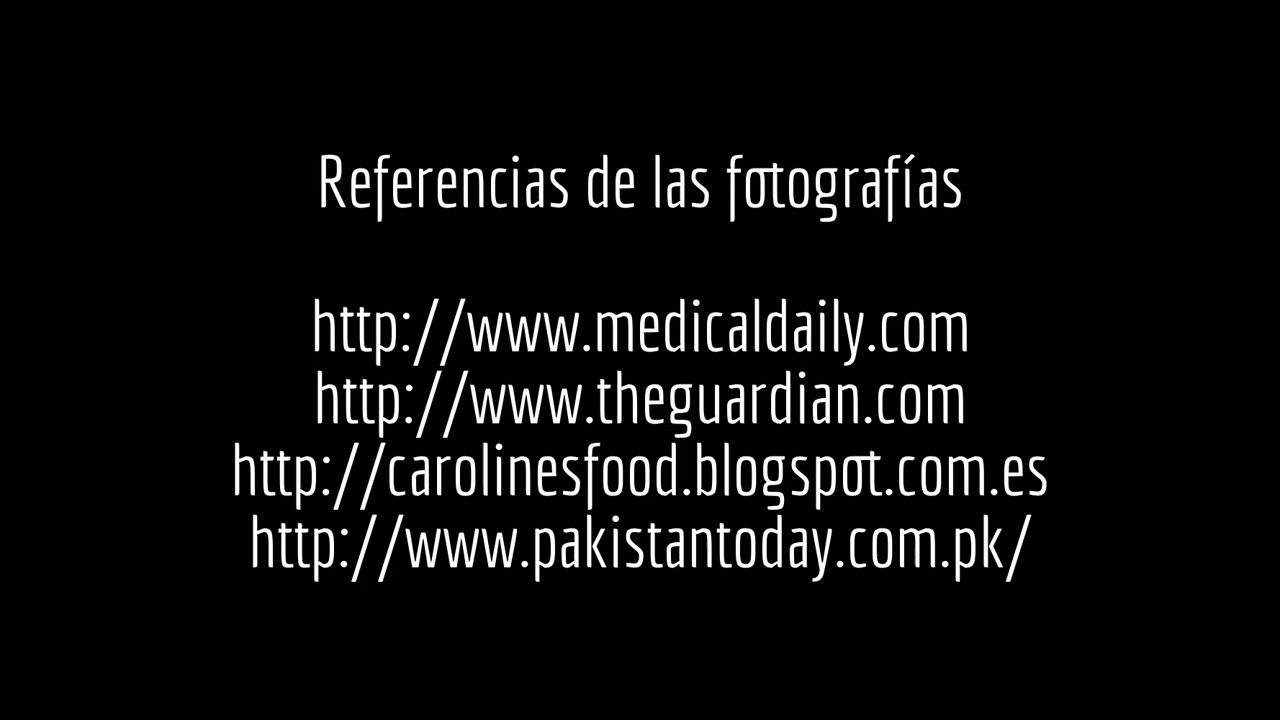 Referencias de las fotografías
http://www.medicaldaily.com
http://www.theguardian.com
http://carolinesfood.blogspot.com.es
http://www.pakistantoday.com.pk/